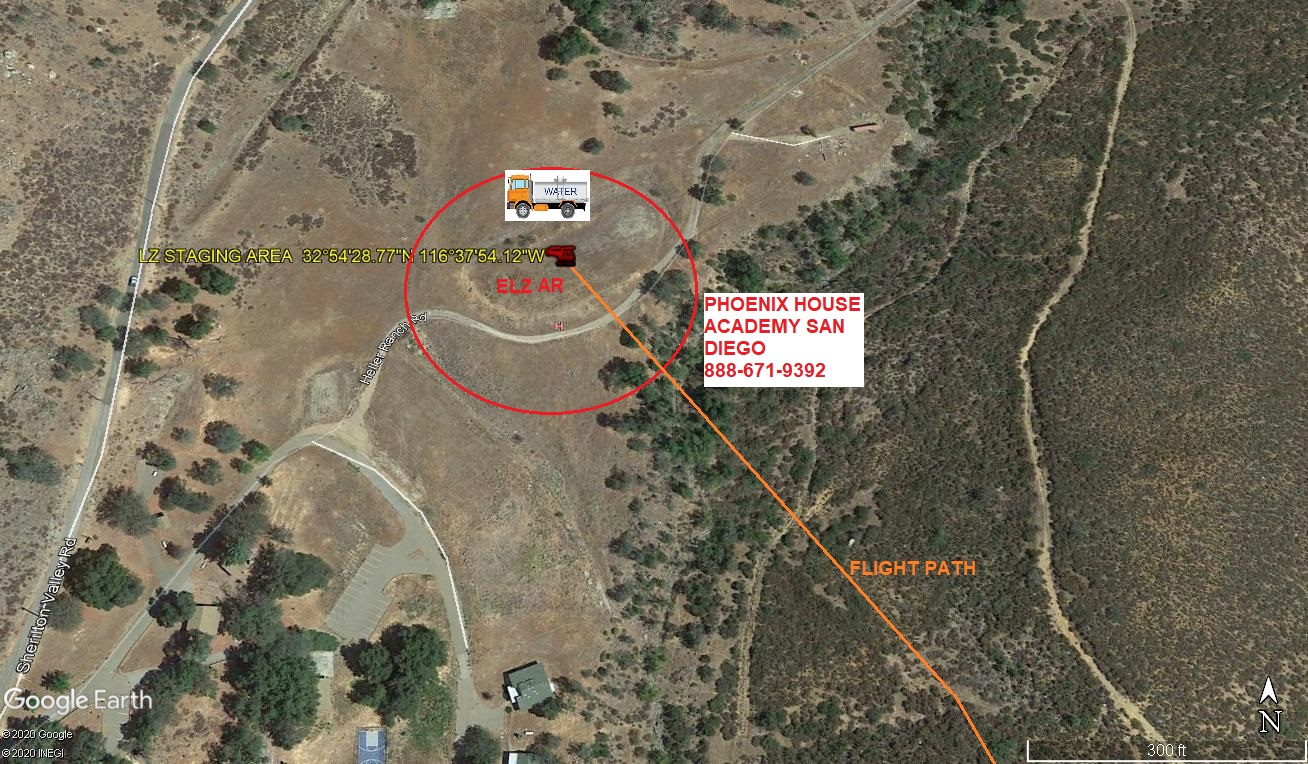 WATER
LZ STAGING AREA 32°54'28.77"N 116°37'54.12"W
ELZ AR
PHOENIX HOUSE
ACADEMY SAN
DIEGO
888-671-9392
H
Heller Ranch Rd
FLIGHT PATH
Sherilton Valley Rd
Google Earth
© 2020 Google
© 2020 INEGI
N
300 ft